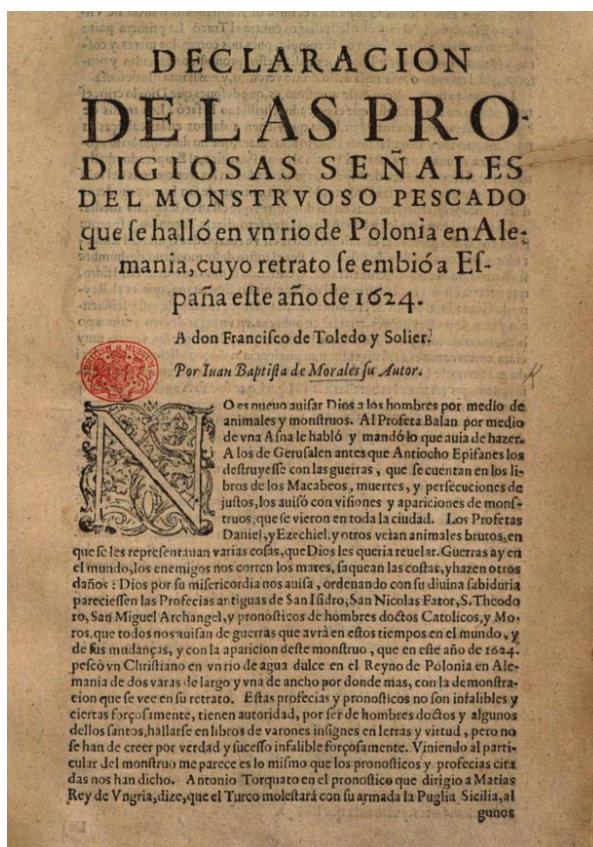 DECLARACION
DE LAS PRO-
DIGIOSAS SEÑALES
DEL MONSTRVOSO PESCADO
que se halló en vn rio de Polonia en Ale-
mania, cuyo retrato se embió a Es-
paña este año de 1624.
A don Francisco de Toledo y Solier.
Por Iuan Baptista de Morales su Autor.
BRITISH MUSEUM
NO es nueuo auisar Dios a los hombres por medio de
animales y monstruos. Al Profeta Balan por medio
de vna Asna le habló y mandó lo que auia de hazer.
A los de Gerusalen antes que Antiocho Epifanes los
destruyesse con las guerras, que se cuentan en los li-
bros de los Macabeos, muertes, y persecuciones de
justos, los auisó con visiones y apariciones de mons-
truos, que se vieron en toda la ciudad. Los Profetas
Daniel, y Ezechiel, y otros veian animales brutos, en
que se les representauan varias cosas, que Dios les queria reuelar. Guerras ay en
el mundo, los enemigos nos corren los mares, saquean las costas, y hazen otros
daños: Dios por su misericordia nos auisa, ordenando con su diuina sabiduria
pareciessen las Profecias antiguas de San Isidro, San Nicolas Fator, S. Theodo
ro, San Miguel Archangel, y pronosticos de hombres doctos Catolicos, y Mo-
ros, que todos nos auisan de guerras que avrá en estos tiempos en el mundo, y
de sus mudanças, y con la aparicion deste monstruo, que en este año de 1624.
pescó vn Christiano en vn rio de agua dulce en el Reyno de Polonia en Ale-
mania de dos varas de largo y vna de ancho por donde mas, con la demonstra-
cion que se vee en su retrato. Estas profecias y pronosticos no son infalibles y
ciertas forçosamente, tienen autoridad, por ser de hombres doctos y algunos
dellos santos, hallarse en libros de varones insignes en letras y virtud, pero no
se han de creer por verdad y sucesso infalible forçosamente. Viniendo al parti-
cular del monstruo me parece es lo mismo que los pronosticos y profecias cita
das nos han dicho. Antonio Torquato en el pronostico que dirigio a Matias
Rey de Vngria, dize, que el Turco molestará con su armada la Puglia Sicilia, al
gunos